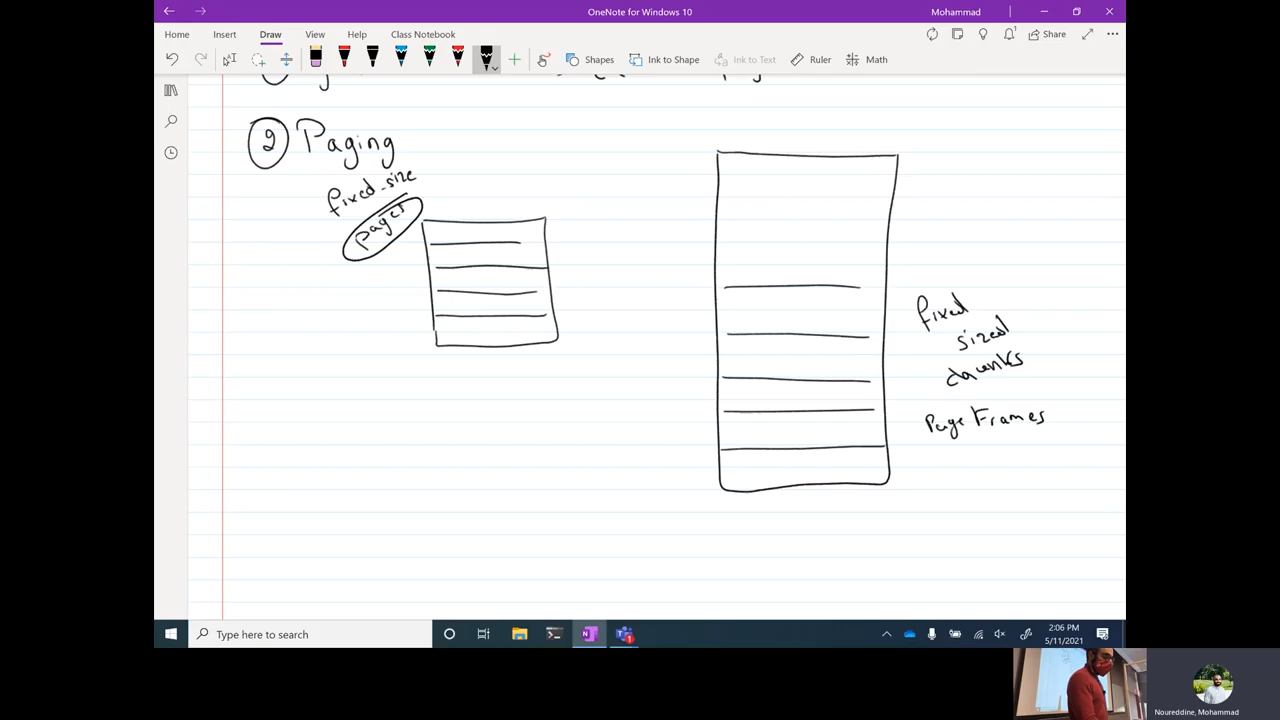 OneNote for Windows 10
Mohammad
Home Insert Draw View Help Class Notebook
Share
Shapes Ink to Shape Ink to Text Ruler Math
2 Paging
fixed-size
pages
fixed
sized
chunks
Page Frames
Type here to search
2:06 PM
5/11/2021
Noureddine, Mohammad